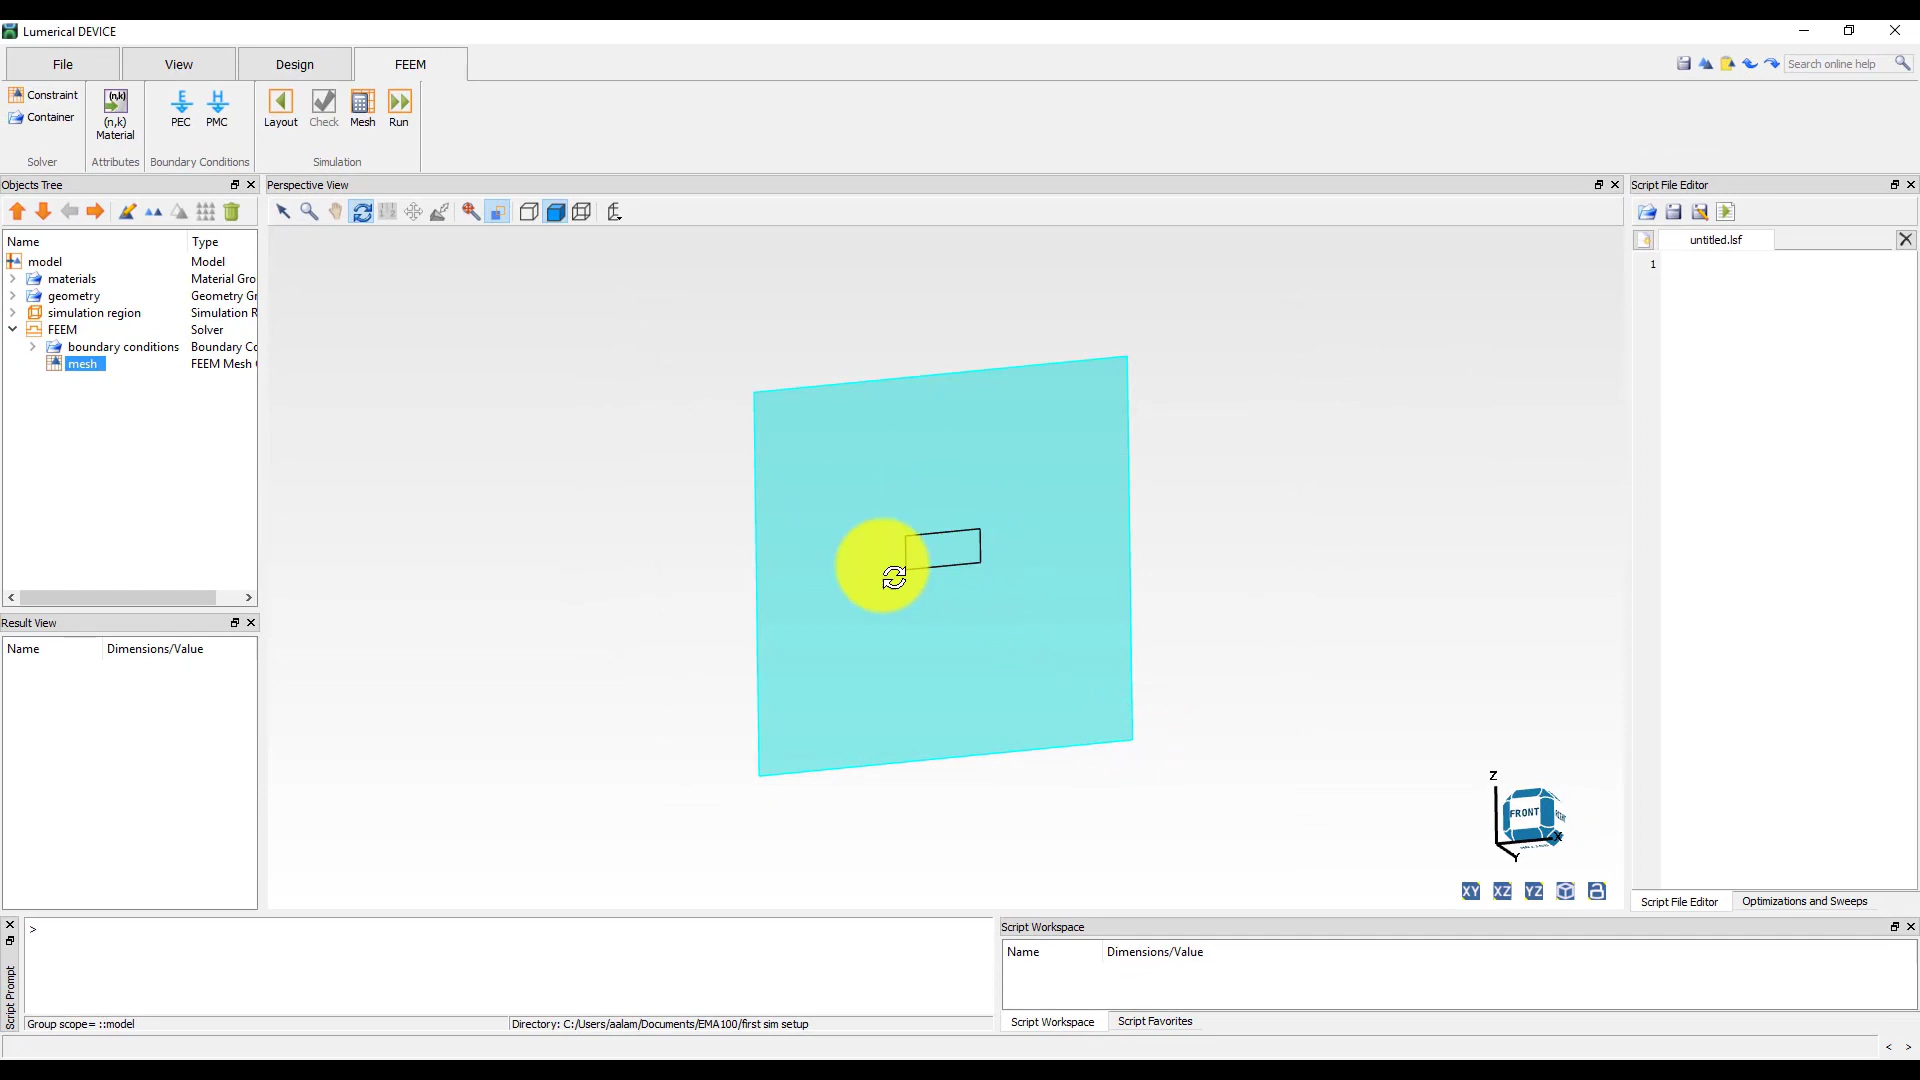 Lumerical DEVICE
File
View
Design
FEEM
Search online help
Constraint
Container
Solver
(n,k)
(n,k)
Material
Attributes
E
PEC
H
PMC
Boundary Conditions
Layout
Check
Mesh
Run
Simulation
Objects Tree
Name
Type
model
Model
materials
Material Gro
geometry
Geometry Gr
simulation region
Simulation R
FEEM
Solver
boundary conditions
Boundary Co
mesh
FEEM Mesh
Result View
Name
Dimensions/Value
Perspective View
Z
FRONT
X
Y
XY
XZ
YZ
Script File Editor
untitled.lsf
1
Script File Editor
Optimizations and Sweeps
Script Prompt
>
Group scope= ::model
Directory: C:/Users/aalam/Documents/EMA100/first sim setup
Script Workspace
Name
Dimensions/Value
Script Workspace
Script Favorites